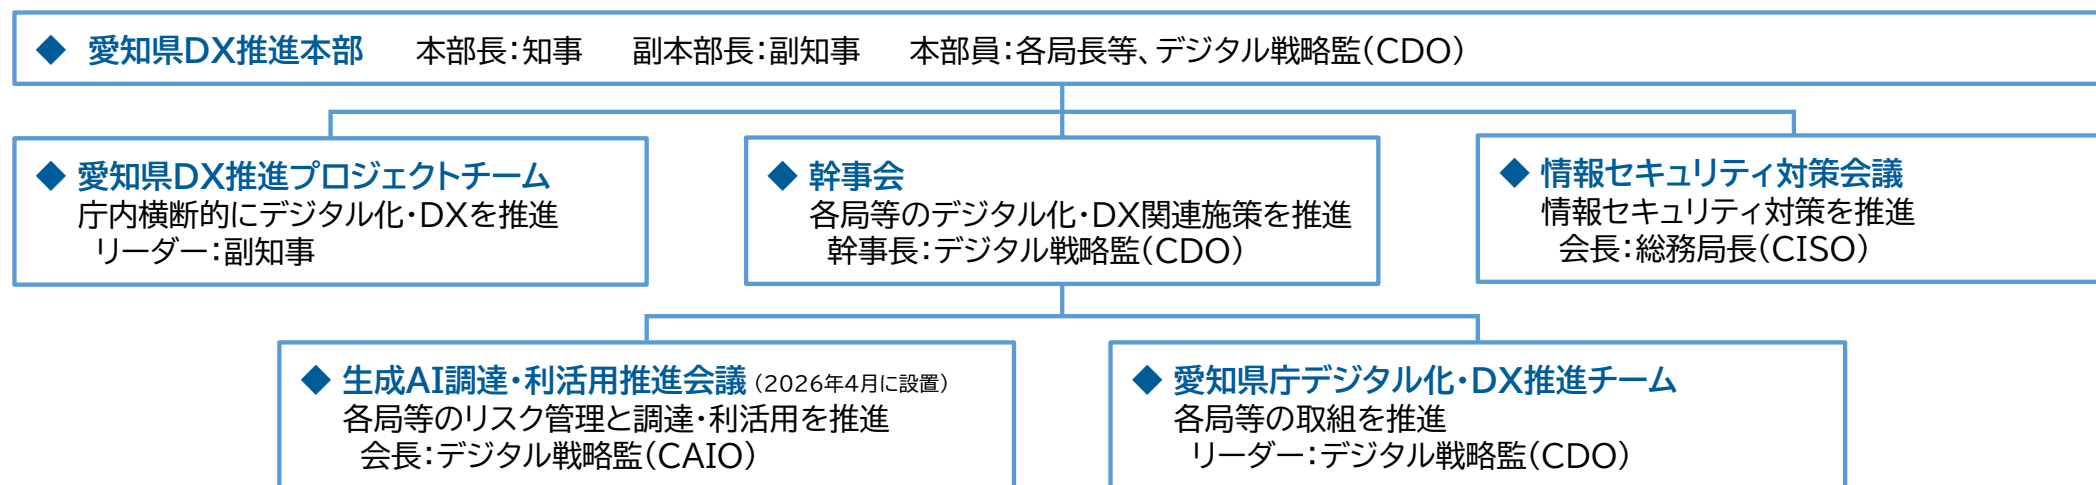 ◆ 愛知県DX推進本部 本部長：知事 副本部長：副知事 本部員：各局長等、デジタル戦略監（CDO）
◆ 愛知県DX推進プロジェクトチーム
庁内横断的にデジタル化・DXを推進
リーダー：副知事
◆ 幹事会
各局等のデジタル化・DX関連施策を推進
幹事長：デジタル戦略監（CDO）
◆ 情報セキュリティ対策会議
情報セキュリティ対策を推進
会長：総務局長（CISO）
◆ 生成AI調達・利活用推進会議（2026年4月に設置）
各局等のリスク管理と調達・利活用を推進
会長：デジタル戦略監（CAIO）
◆ 愛知県庁デジタル化・DX推進チーム
各局等の取組を推進
リーダー：デジタル戦略監（CDO）